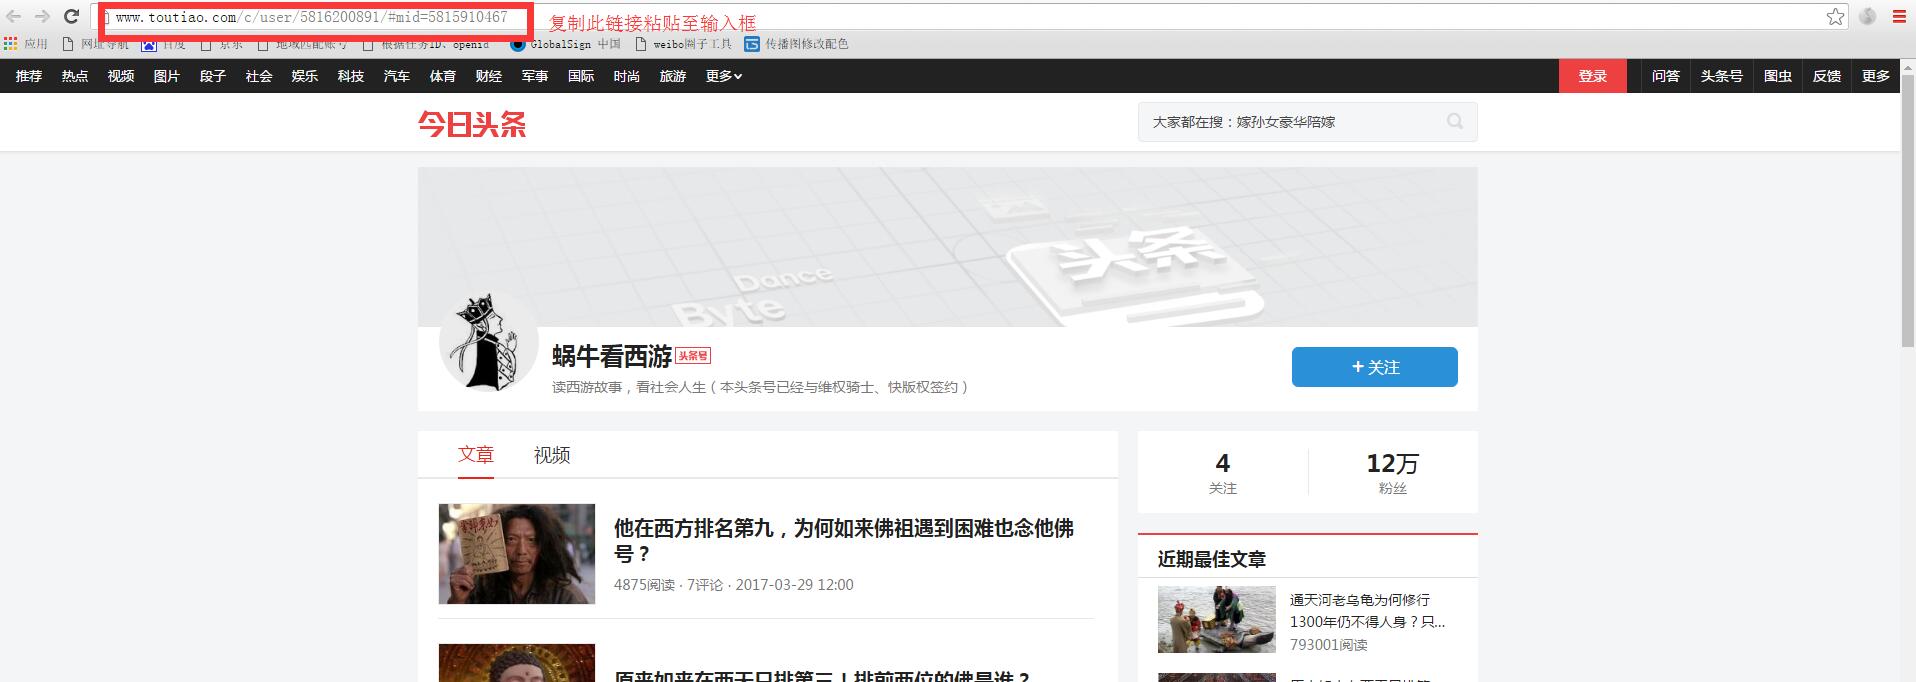 www.toutiao.com/c/user/5816200891/#mid=5815910467
复制此链接粘贴至输入框
应用 网址导航 百度 京东 地域匹配账号 根据任务ID、openid GlobalSign 中国 weibo圈子工具 传播图修改配色
推荐 热点 视频 图片 段子 社会 娱乐 科技 汽车 体育 财经 军事 国际 时尚 旅游 更多 登录 问答 头条号 图虫 反馈 更多
今日头条
大家都在搜：嫁孙女豪华陪嫁
头条
Dance
Byte
蜗牛看西游 头条号
读西游故事，看社会人生（本头条号已经与维权骑士、快版权签约）
+ 关注
文章 视频
4 12万
关注 粉丝
他在西方排名第九，为何如来佛祖遇到困难也念他佛
号？
4875阅读 · 7评论 · 2017-03-29 12:00
原来如来在西天只排第三！排前两位的佛是谁？
近期最佳文章
通天河老乌龟为何修行
1300年仍不得人身？只...
793001阅读